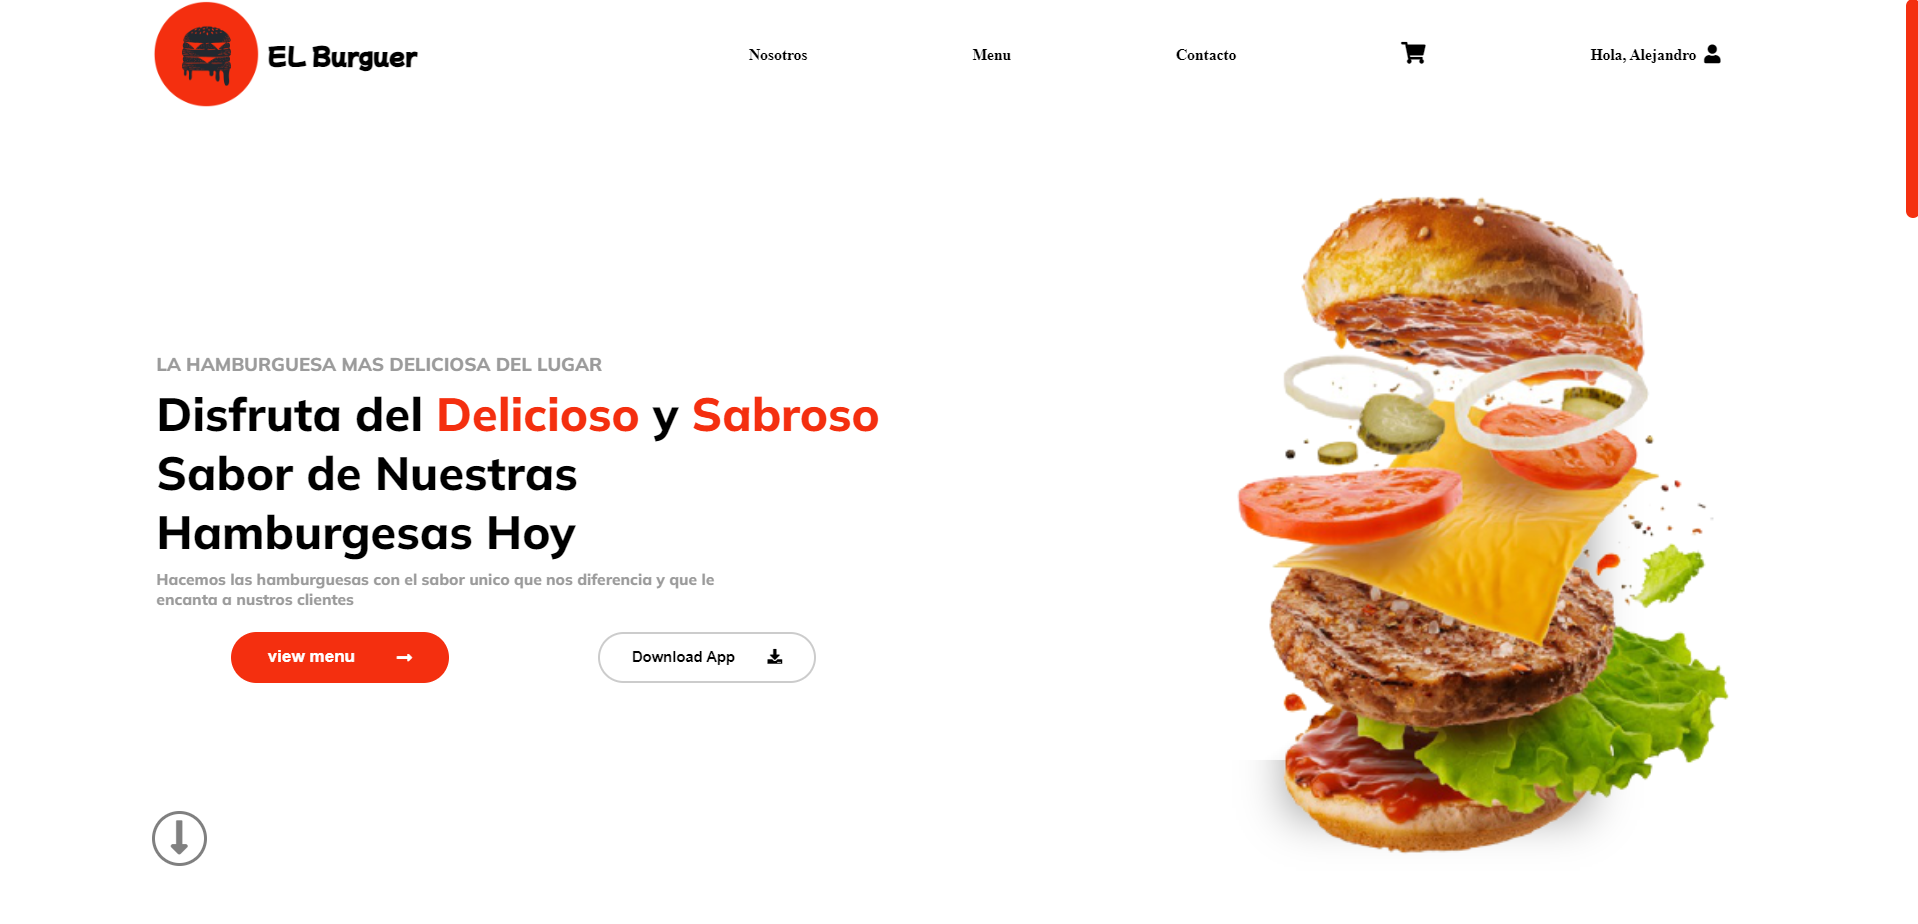 EL Burguer
Nosotros
Menu
Contacto
Hola, Alejandro
LA HAMBURGUESA MAS DELICIOSA DEL LUGAR
Disfruta del Delicioso y Sabroso
Sabor de Nuestras
Hamburgesas Hoy
Hacemos las hamburguesas con el sabor unico que nos diferencia y que le
encanta a nustros clientes
view menu
Download App